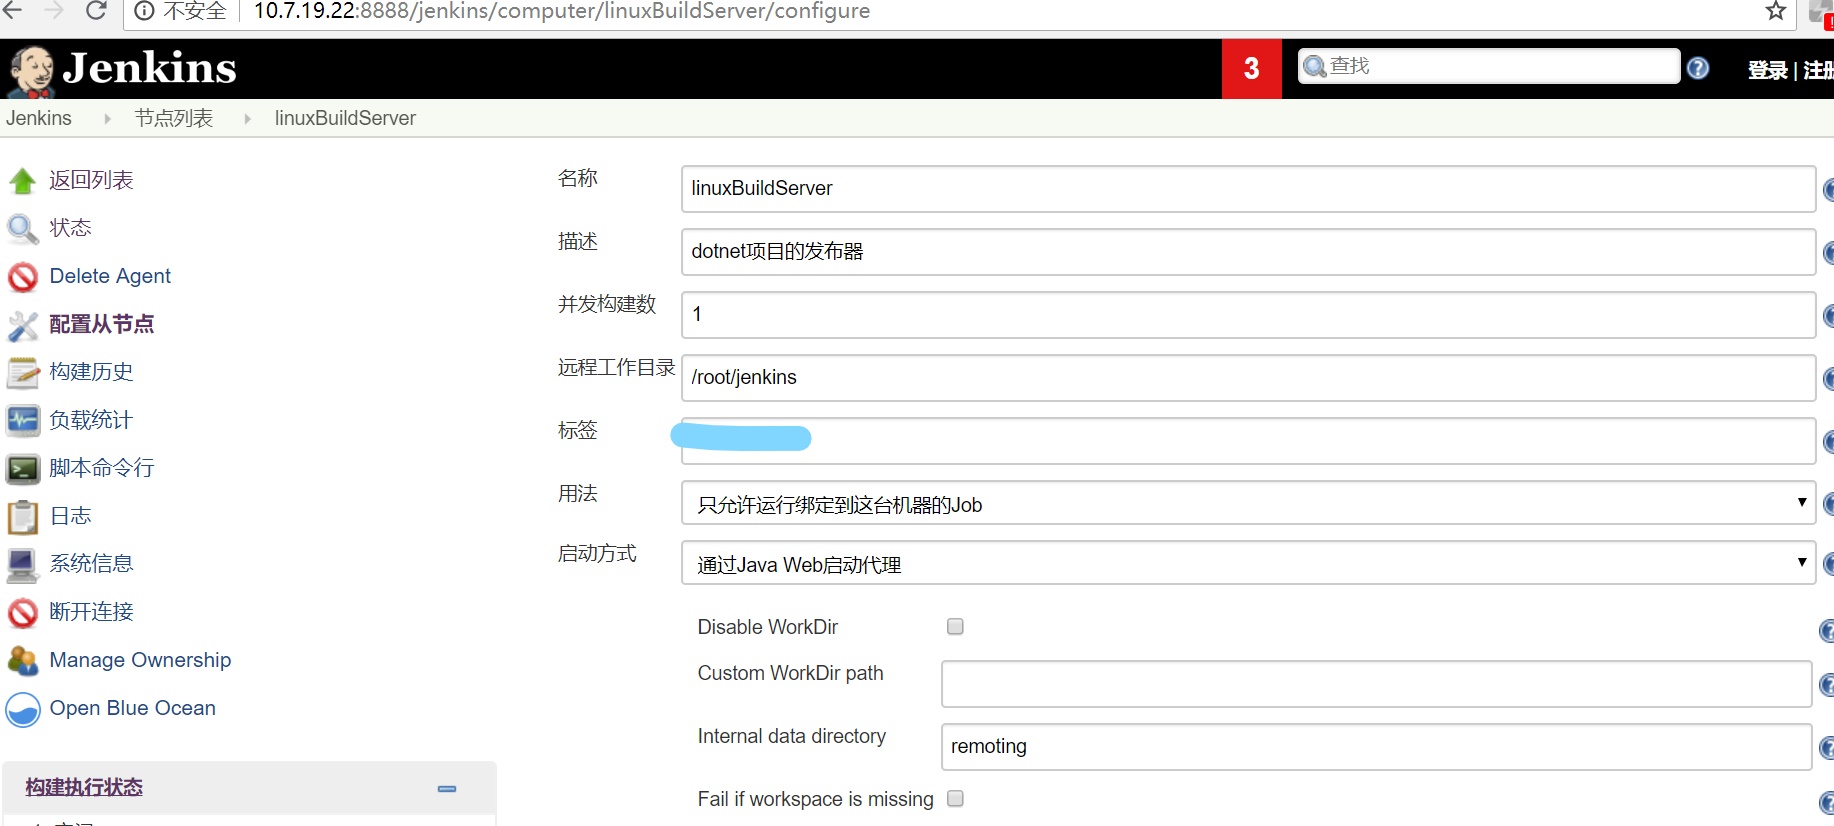 不安全 10.7.19.22:8888/jenkins/computer/linuxBuildServer/configure
Jenkins
3
查找
登录 | 注册
Jenkins
节点列表
linuxBuildServer
返回列表
状态
Delete Agent
配置从节点
构建历史
负载统计
脚本命令行
日志
系统信息
断开连接
Manage Ownership
Open Blue Ocean
构建执行状态
名称 linuxBuildServer
描述 dotnet项目的发布器
并发构建数 1
远程工作目录 /root/jenkins
标签
用法 只允许运行绑定到这台机器的Job
启动方式 通过Java Web启动代理
Disable WorkDir
Custom WorkDir path
Internal data directory remoting
Fail if workspace is missing